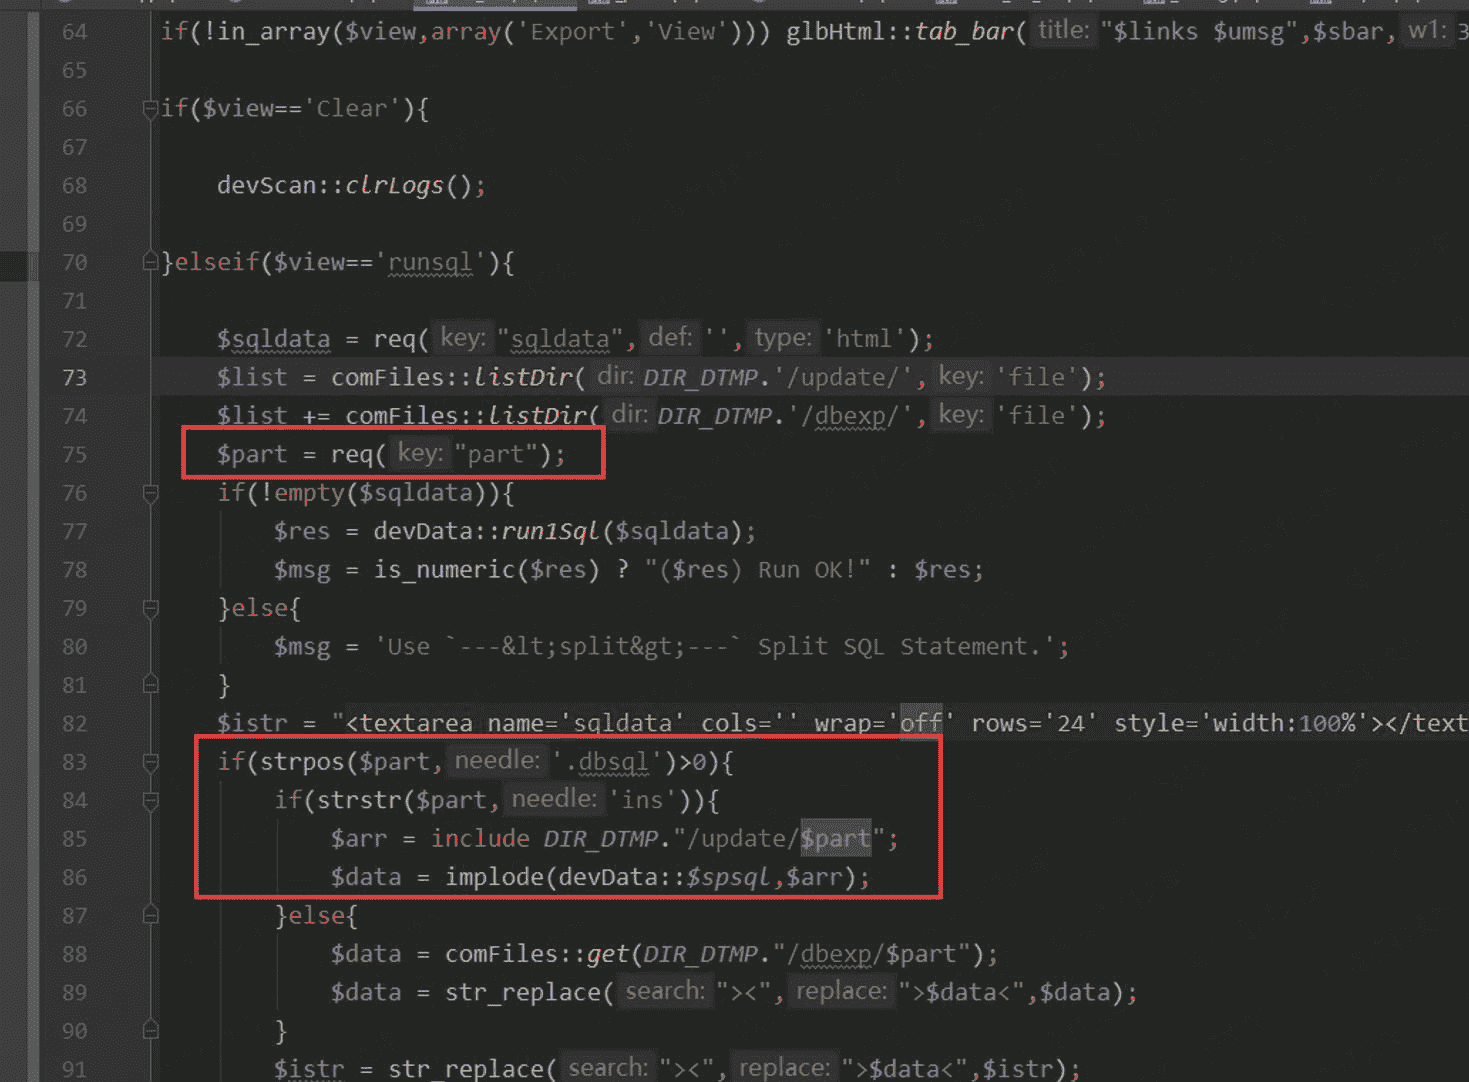 64 if(!in_array($view,array('Export','View'))) glbHtml::tab_bar( title: "$links $umsg",$sbar, w1: 3
65
66 if($view=='Clear'){
67
68 devScan::clrLogs();
69
70 }elseif($view=='runsql'){
71
72 $sqldata = req( key: "sqldata", def: '', type: 'html');
73 $list = comFiles::listDir( dir: DIR_DTMP.'/update/', key: 'file');
74 $list += comFiles::listDir( dir: DIR_DTMP.'/dbexp/', key: 'file');
75 $part = req( key: "part");
76 if(!empty($sqldata)){
77 $res = devData::run1Sql($sqldata);
78 $msg = is_numeric($res) ? "($res) Run OK!" : $res;
79 }else{
80 $msg = 'Use `---&lt;split&gt;---` Split SQL Statement.';
81 }
82 $istr = "<textarea name='sqldata' cols='' wrap='off' rows='24' style='width:100%'></text
83 if(strpos($part, needle: '.dbsql')>0){
84 if(strstr($part, needle: 'ins')){
85 $arr = include DIR_DTMP."/update/$part";
86 $data = implode(devData::$spsql,$arr);
87 }else{
88 $data = comFiles::get(DIR_DTMP."/dbexp/$part");
89 $data = str_replace( search: "><", replace: ">$data<",$data);
90 }
91 $istr = str_replace( search: "><", replace: ">$data<",$istr);